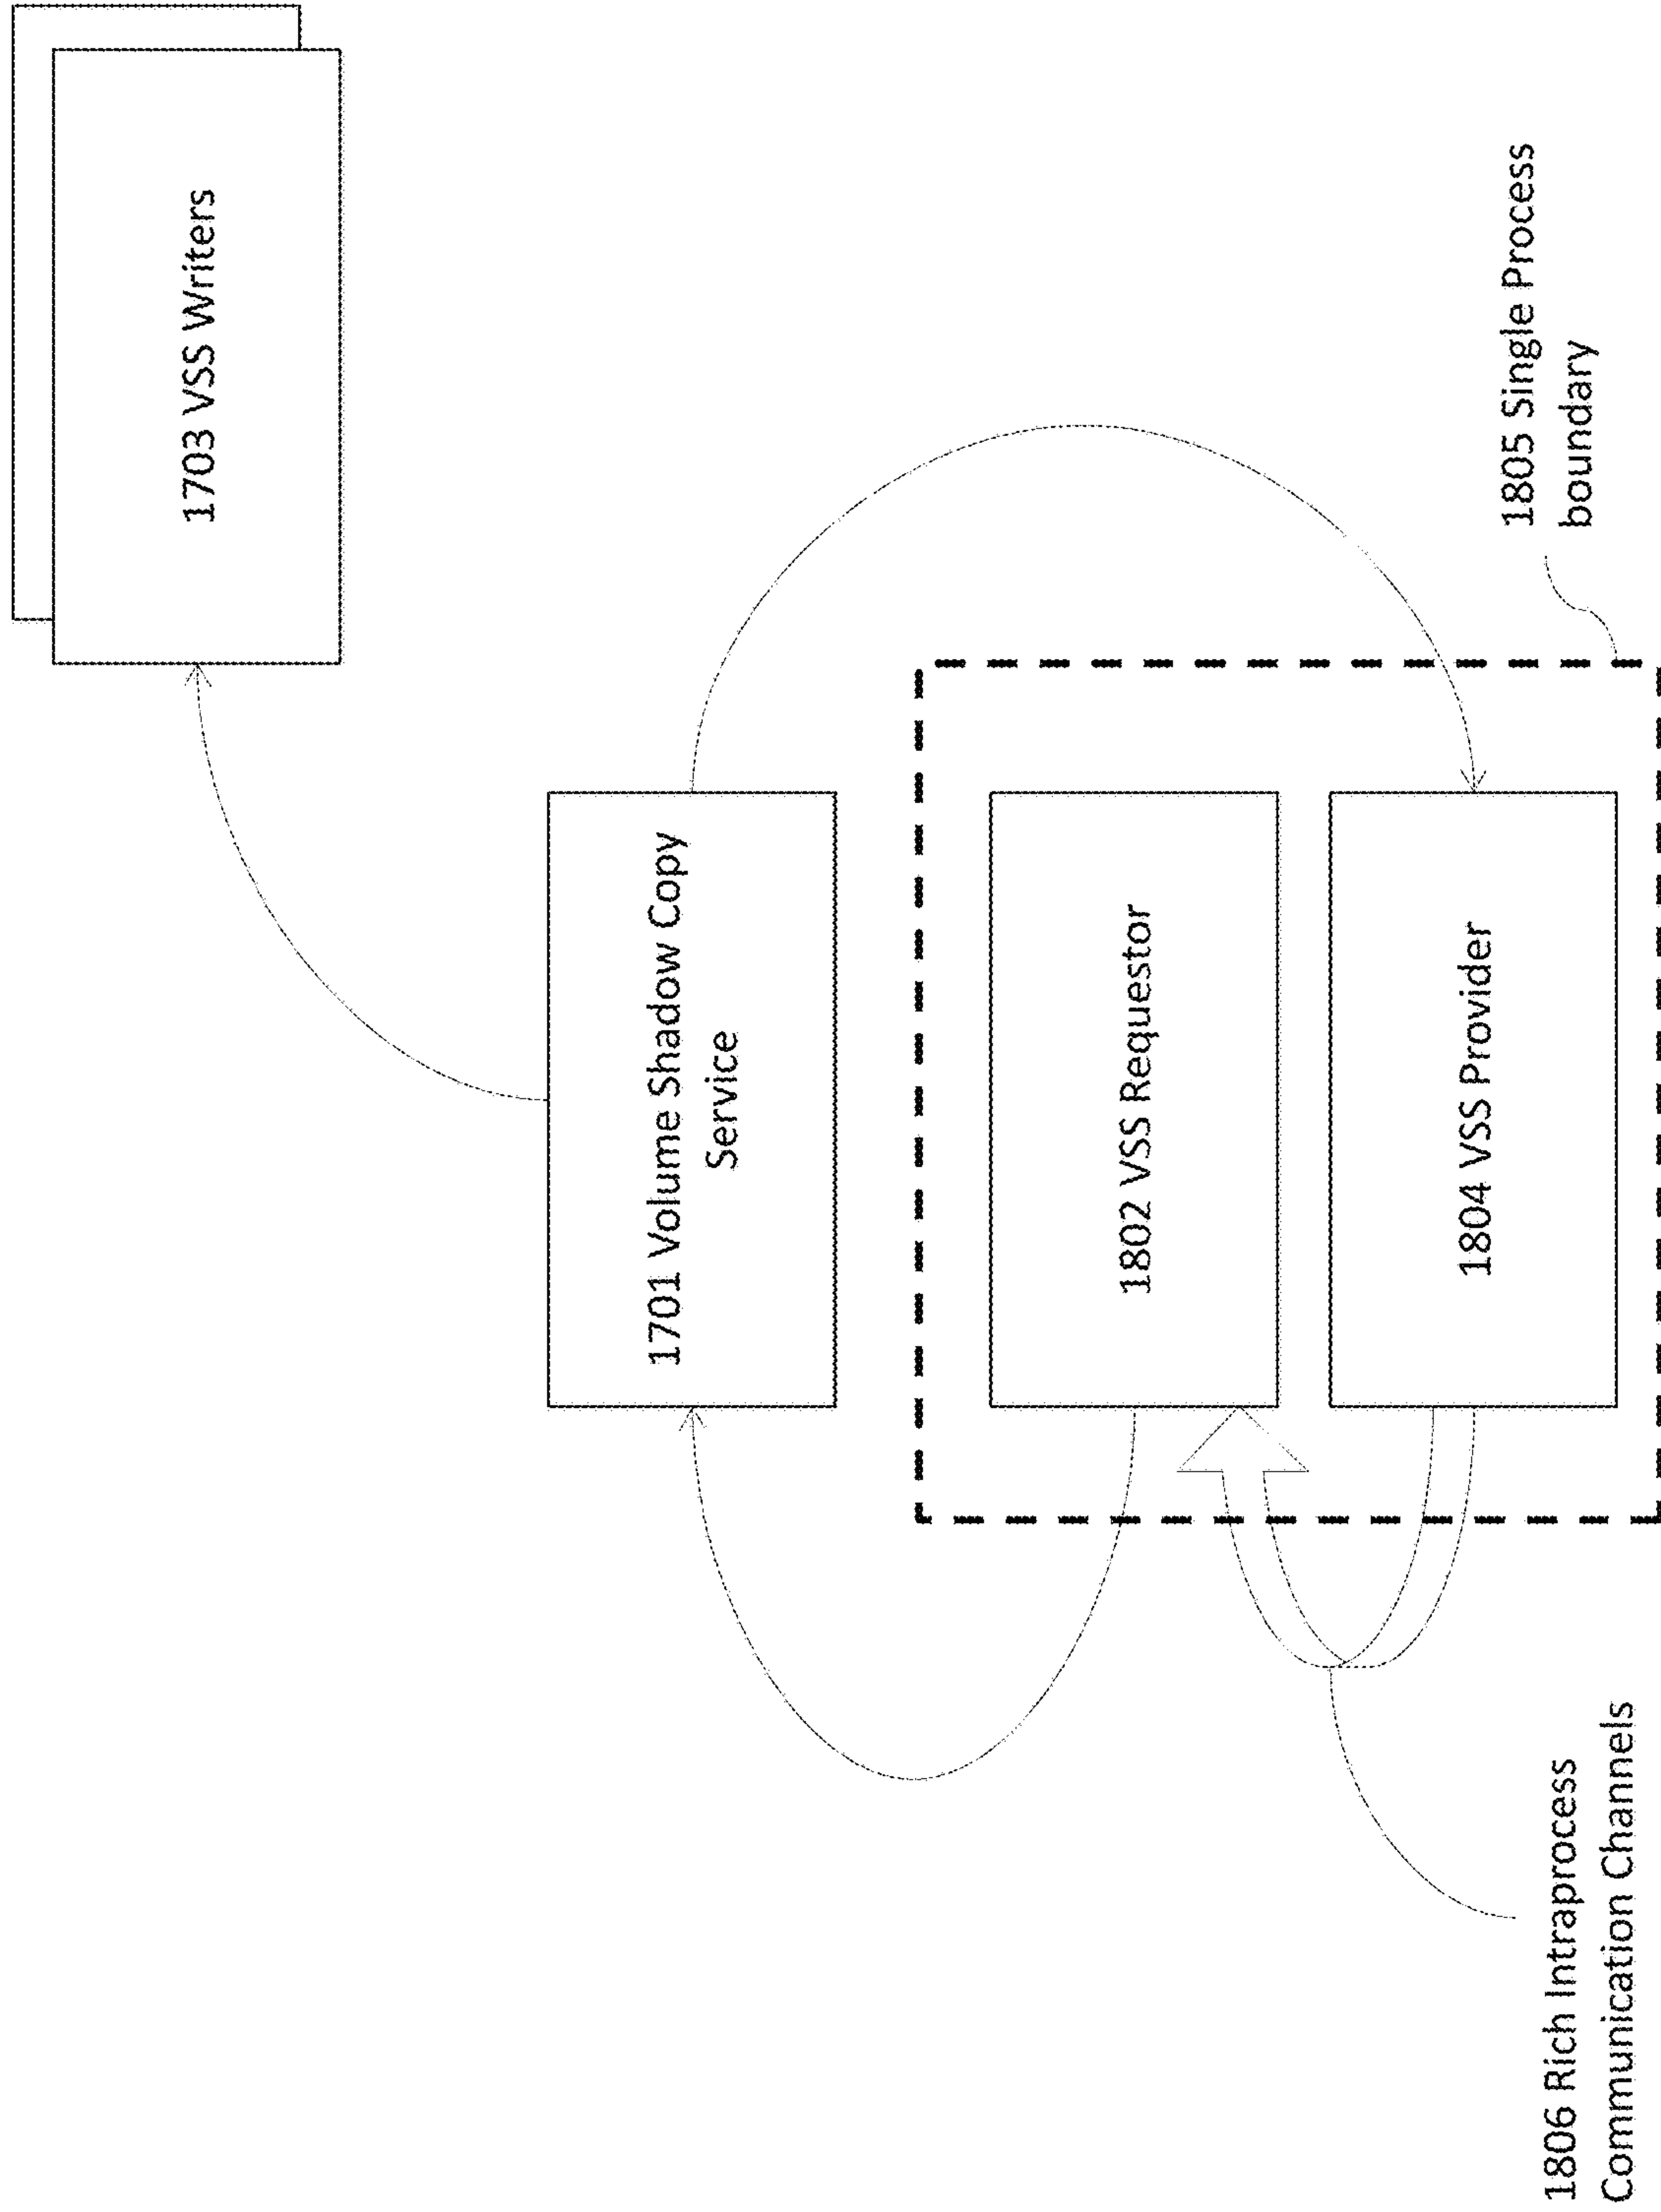 1703 VSS Writers
1701 Volume Shadow Copy
Service
1802 VSS Requestor
1804 VSS Provider
1805 Single Process
boundary
1806 Rich Intraprocess
Communication Channels